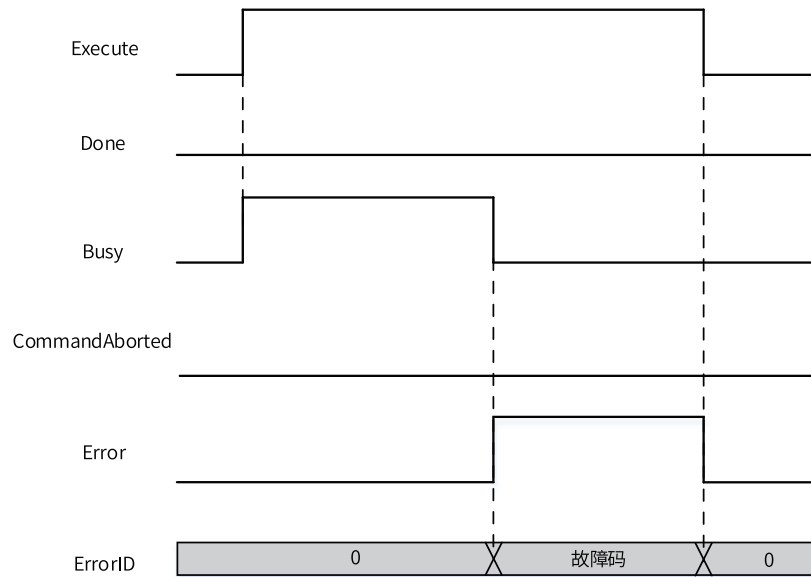 Execute
Done
Busy
CommandAborted
Error
ErrorID 0 故障码 0